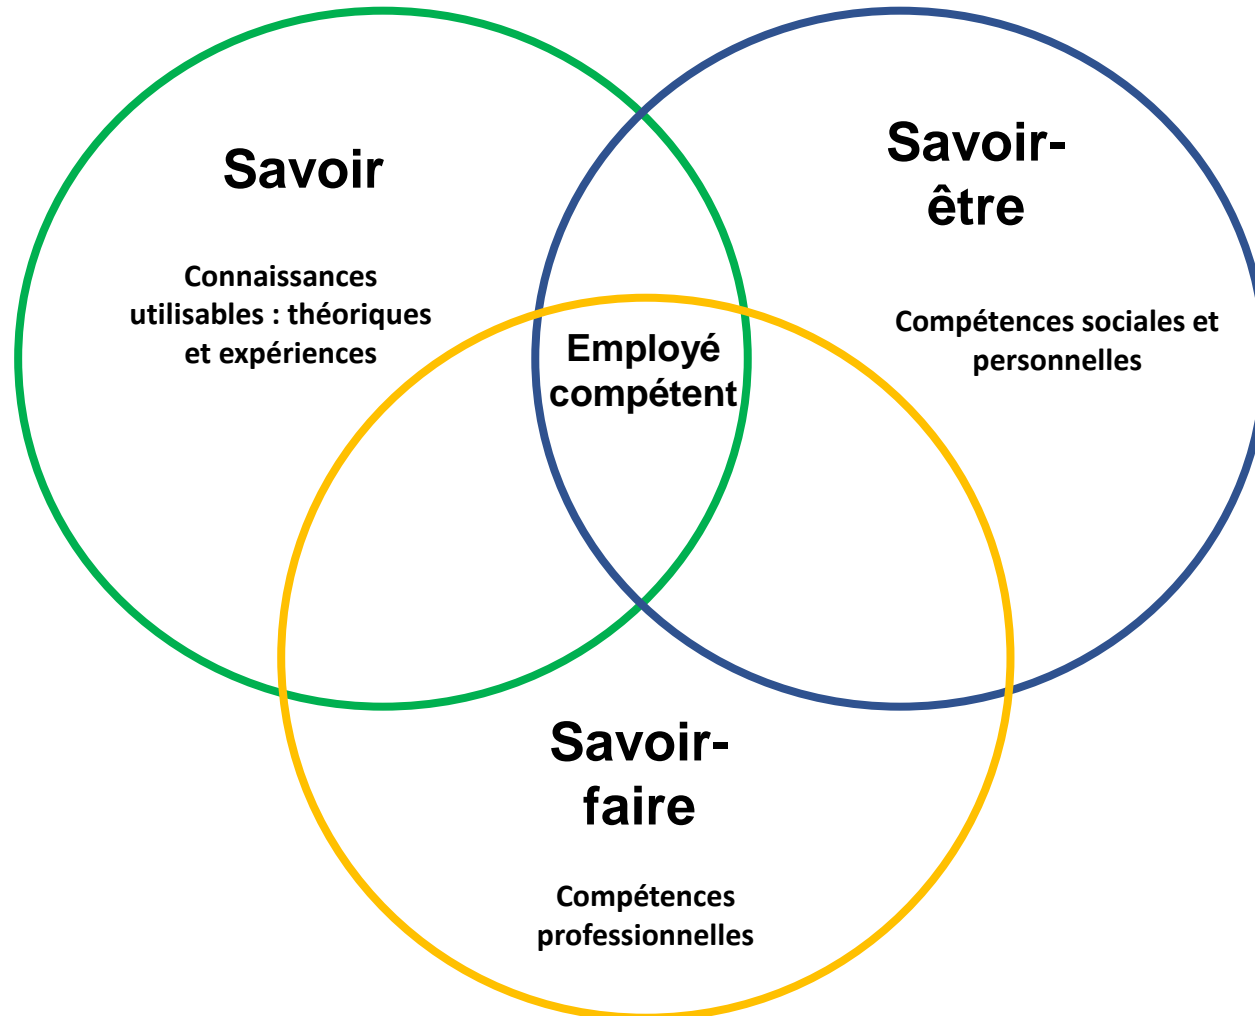 Savoir
Connaissances
utilisables : théoriques
et expériences
Savoir-
être
Compétences sociales et
personnelles
Employé
compétent
Savoir-
faire
Compétences
professionnelles